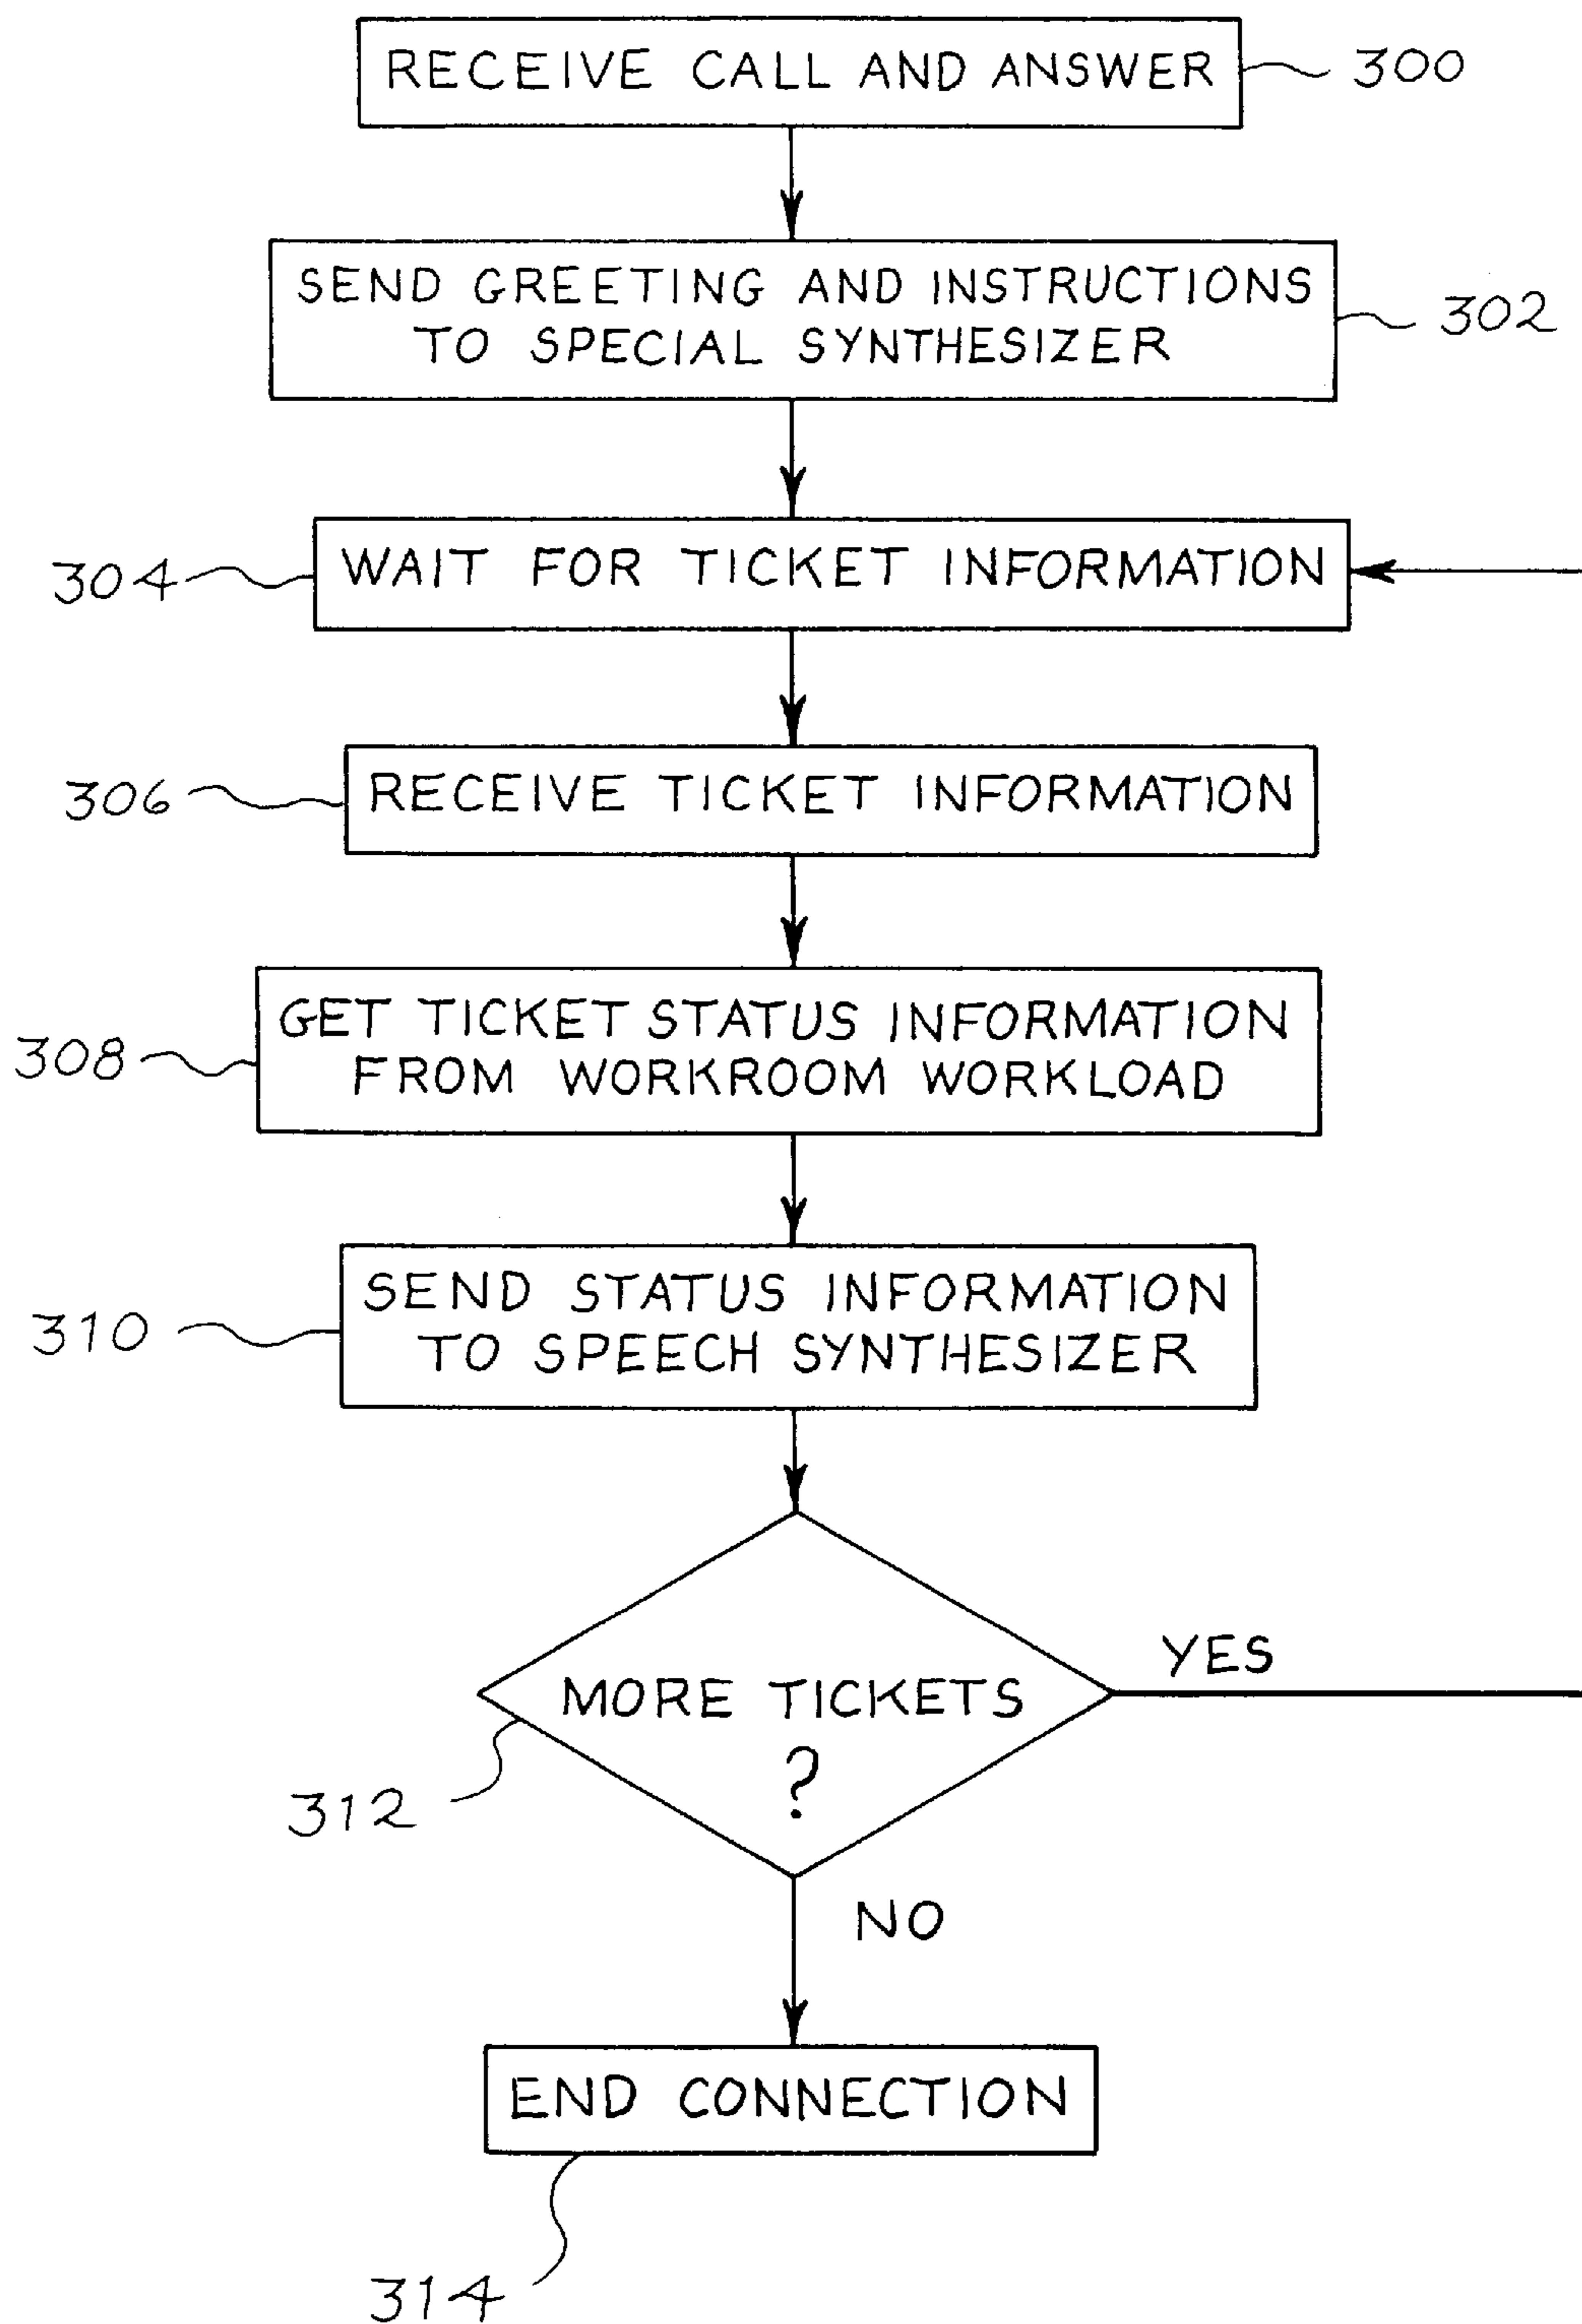 RECEIVE CALL AND ANSWER
300
SEND GREETING AND INSTRUCTIONS
TO SPECIAL SYNTHESIZER
302
304
WAIT FOR TICKET INFORMATION
306
RECEIVE TICKET INFORMATION
308
GET TICKET STATUS INFORMATION
FROM WORKROOM WORKLOAD
310
SEND STATUS INFORMATION
TO SPEECH SYNTHESIZER
MORE TICKETS
?
YES
312
NO
END CONNECTION
314